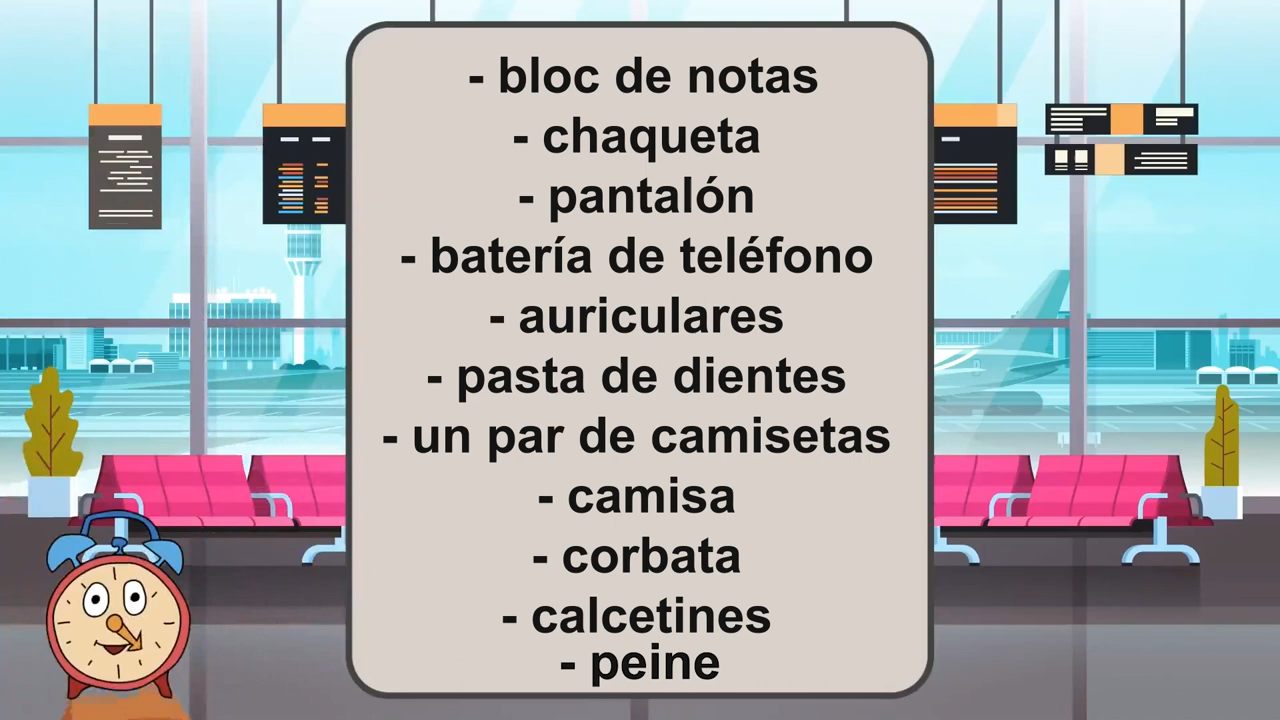 - bloc de notas
- chaqueta
- pantalón
- batería de teléfono
- auriculares
- pasta de dientes
- un par de camisetas
- camisa
- corbata
- calcetines
- peine